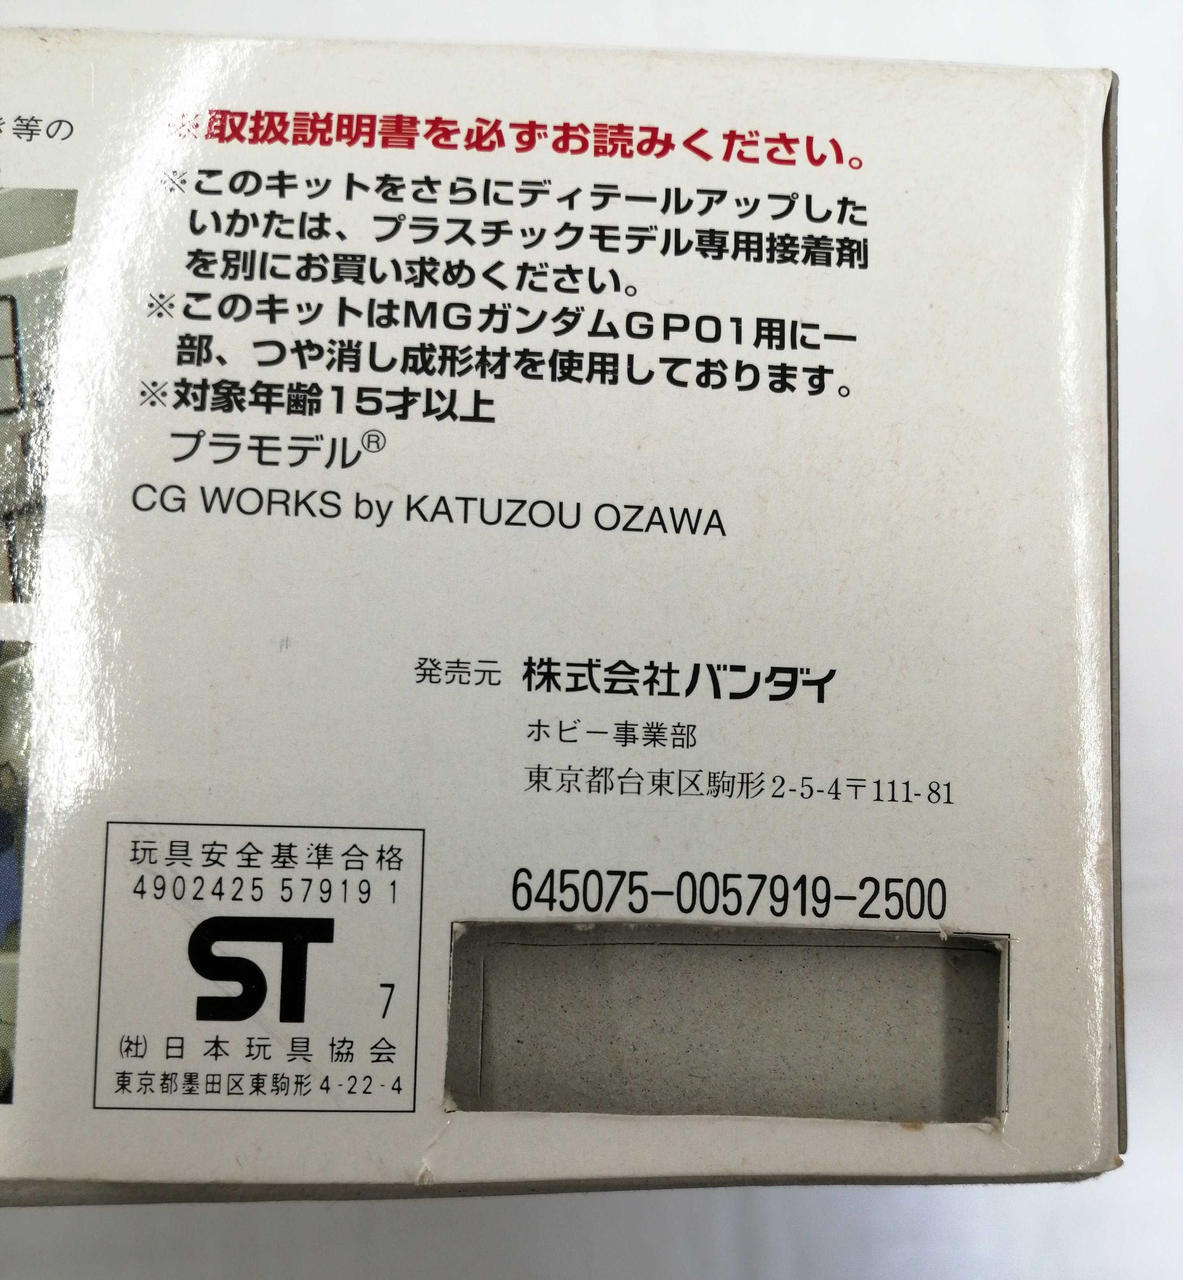 き等の
※取扱説明書を必ずお読みください。
※このキットをさらにディテールアップした
いかたは、プラスチックモデル専用接着剤
を別にお買い求めください。
※このキットはMGガンダムGP01用に一
部、つや消し成形材を使用しております。
※対象年齢15才以上
プラモデル®
CG WORKS by KATUZOU OZAWA
発売元 株式会社バンダイ
ホビー事業部
東京都台東区駒形2-5-4〒111-81
645075-0057919-2500
玩具安全基準合格
4902425 57919 1
ST 7
(社)日本玩具協会
東京都墨田区東駒形4-22-4